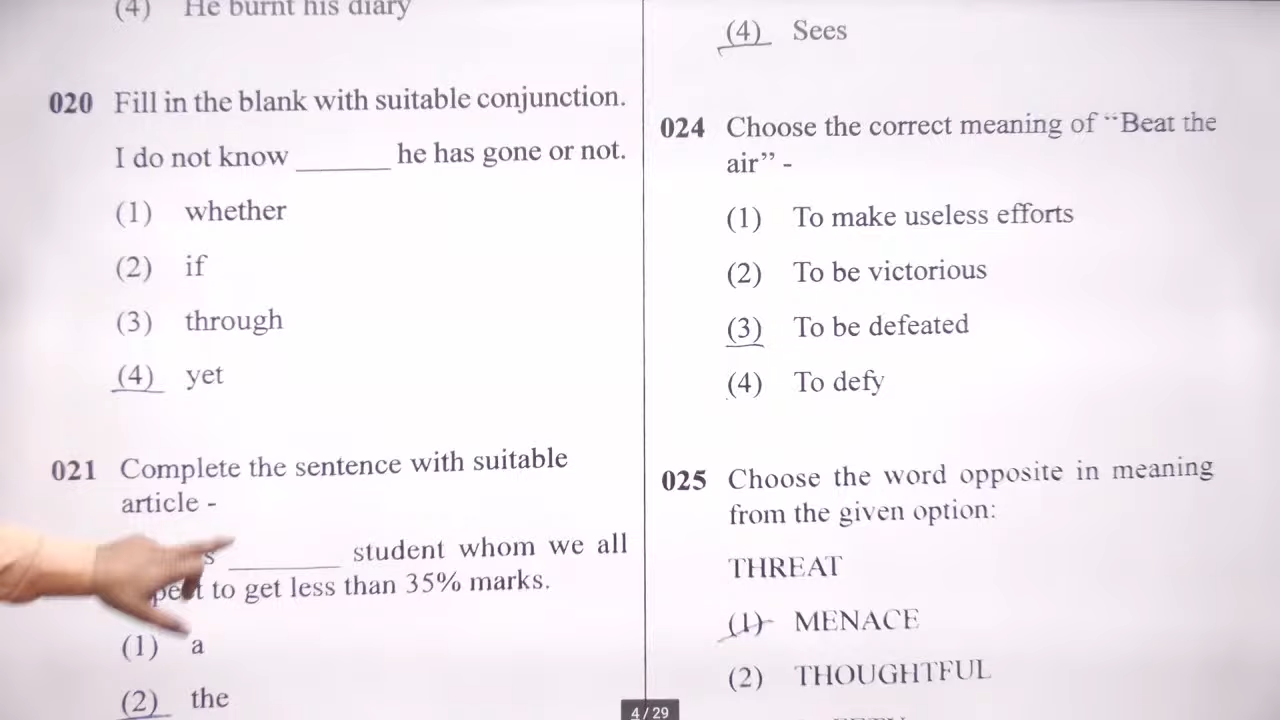 (4) He burnt his diary
020 Fill in the blank with suitable conjunction.
I do not know ______ he has gone or not.
(1) whether
(2) if
(3) through
(4) yet
021 Complete the sentence with suitable
article -
______ student whom we all
to get less than 35% marks.
(1) a
(2) the
(4) Sees
024 Choose the correct meaning of “Beat the
air” -
(1) To make useless efforts
(2) To be victorious
(3) To be defeated
(4) To defy
025 Choose the word opposite in meaning
from the given option:
THREAT
(1) MENACE
(2) THOUGHTFUL
4/29